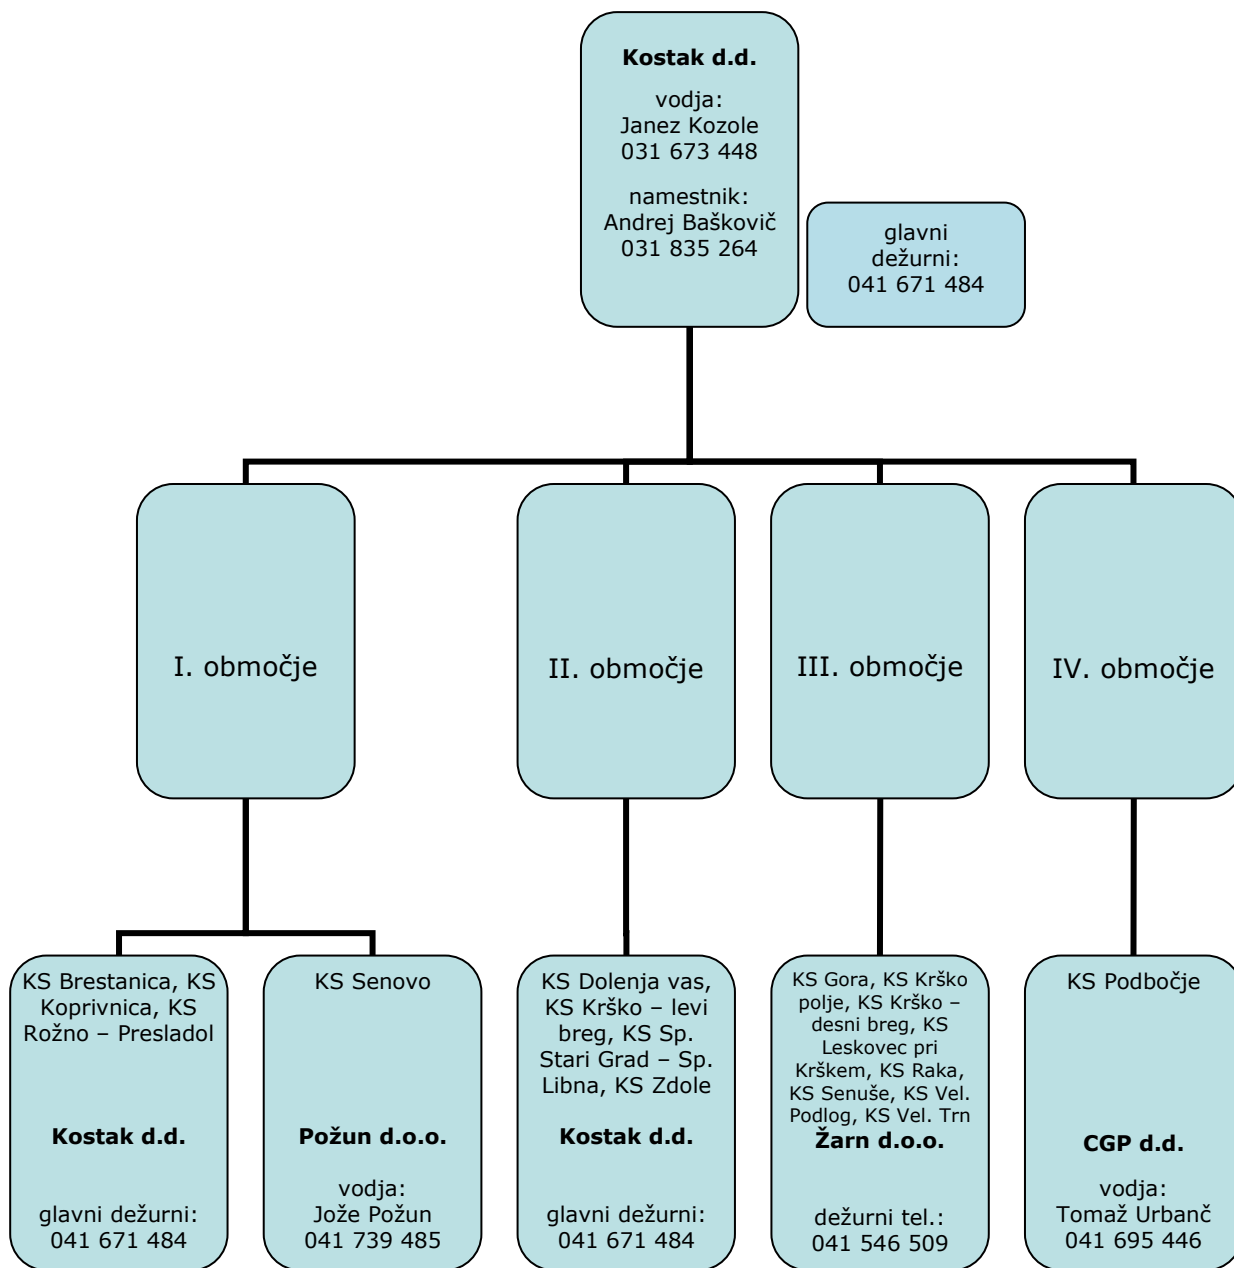 Kostak d.d.
vodja:
Janez Kozole
031 673 448
namestnik:
Andrej Baškovič
031 835 264
glavni
dežurni:
041 671 484
I. območje
II. območje
III. območje
IV. območje
KS Brestanica, KS
Koprivnica, KS
Rožno – Presladol
Kostak d.d.
glavni dežurni:
041 671 484
KS Senovo
Požun d.o.o.
vodja:
Jože Požun
041 739 485
KS Dolenja vas,
KS Krško – levi
breg, KS Sp.
Stari Grad – Sp.
Libna, KS Zdole
Kostak d.d.
glavni dežurni:
041 671 484
KS Gora, KS Krško
polje, KS Krško –
desni breg, KS
Leskovec pri
Krškem, KS Raka,
KS Senuše, KS Vel.
Podlog, KS Vel. Trn
Žarn d.o.o.
dežurni tel.:
041 546 509
KS Podbočje
CGP d.d.
vodja:
Tomaž Urbanč
041 695 446